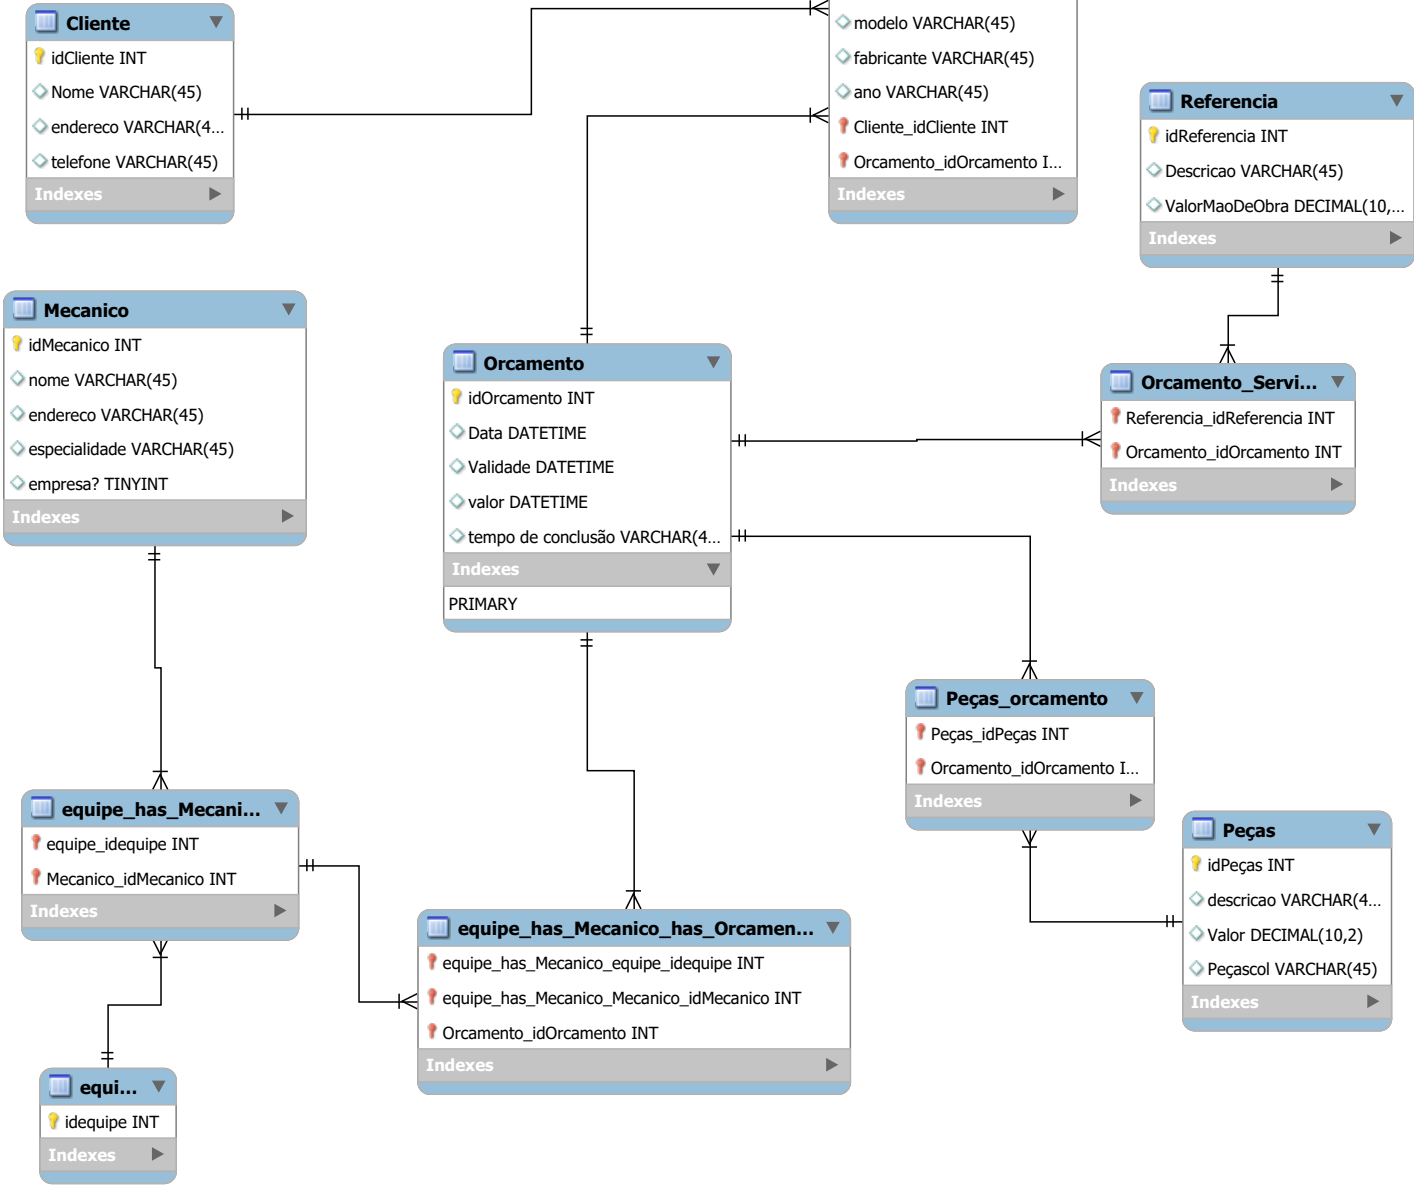 Cliente
idCliente INT
Nome VARCHAR(45)
endereco VARCHAR(4...
telefone VARCHAR(45)
Indexes
modelo VARCHAR(45)
fabricante VARCHAR(45)
ano VARCHAR(45)
Cliente_idCliente INT
Orcamento_idOrcamento I...
Indexes
Referencia
idReferencia INT
Descricao VARCHAR(45)
ValorMaoDeObra DECIMAL(10,...
Indexes
Mecanico
idMecanico INT
nome VARCHAR(45)
endereco VARCHAR(45)
especialidade VARCHAR(45)
empresa? TINYINT
Indexes
Orcamento
idOrcamento INT
Data DATETIME
Validade DATETIME
valor DATETIME
tempo de conclusão VARCHAR(4...
Indexes
PRIMARY
Orcamento_Servi...
Referencia_idReferencia INT
Orcamento_idOrcamento INT
Indexes
Peças_orcamento
Peças_idPeças INT
Orcamento_idOrcamento I...
Indexes
Peças
idPeças INT
descricao VARCHAR(4...
Valor DECIMAL(10,2)
Peçascol VARCHAR(45)
Indexes
equipe_has_Mecani...
equipe_idequipe INT
Mecanico_idMecanico INT
Indexes
equipe_has_Mecanico_has_Orcamen...
equipe_has_Mecanico_equipe_idequipe INT
equipe_has_Mecanico_Mecanico_idMecanico INT
Orcamento_idOrcamento INT
Indexes
equi...
idequipe INT
Indexes